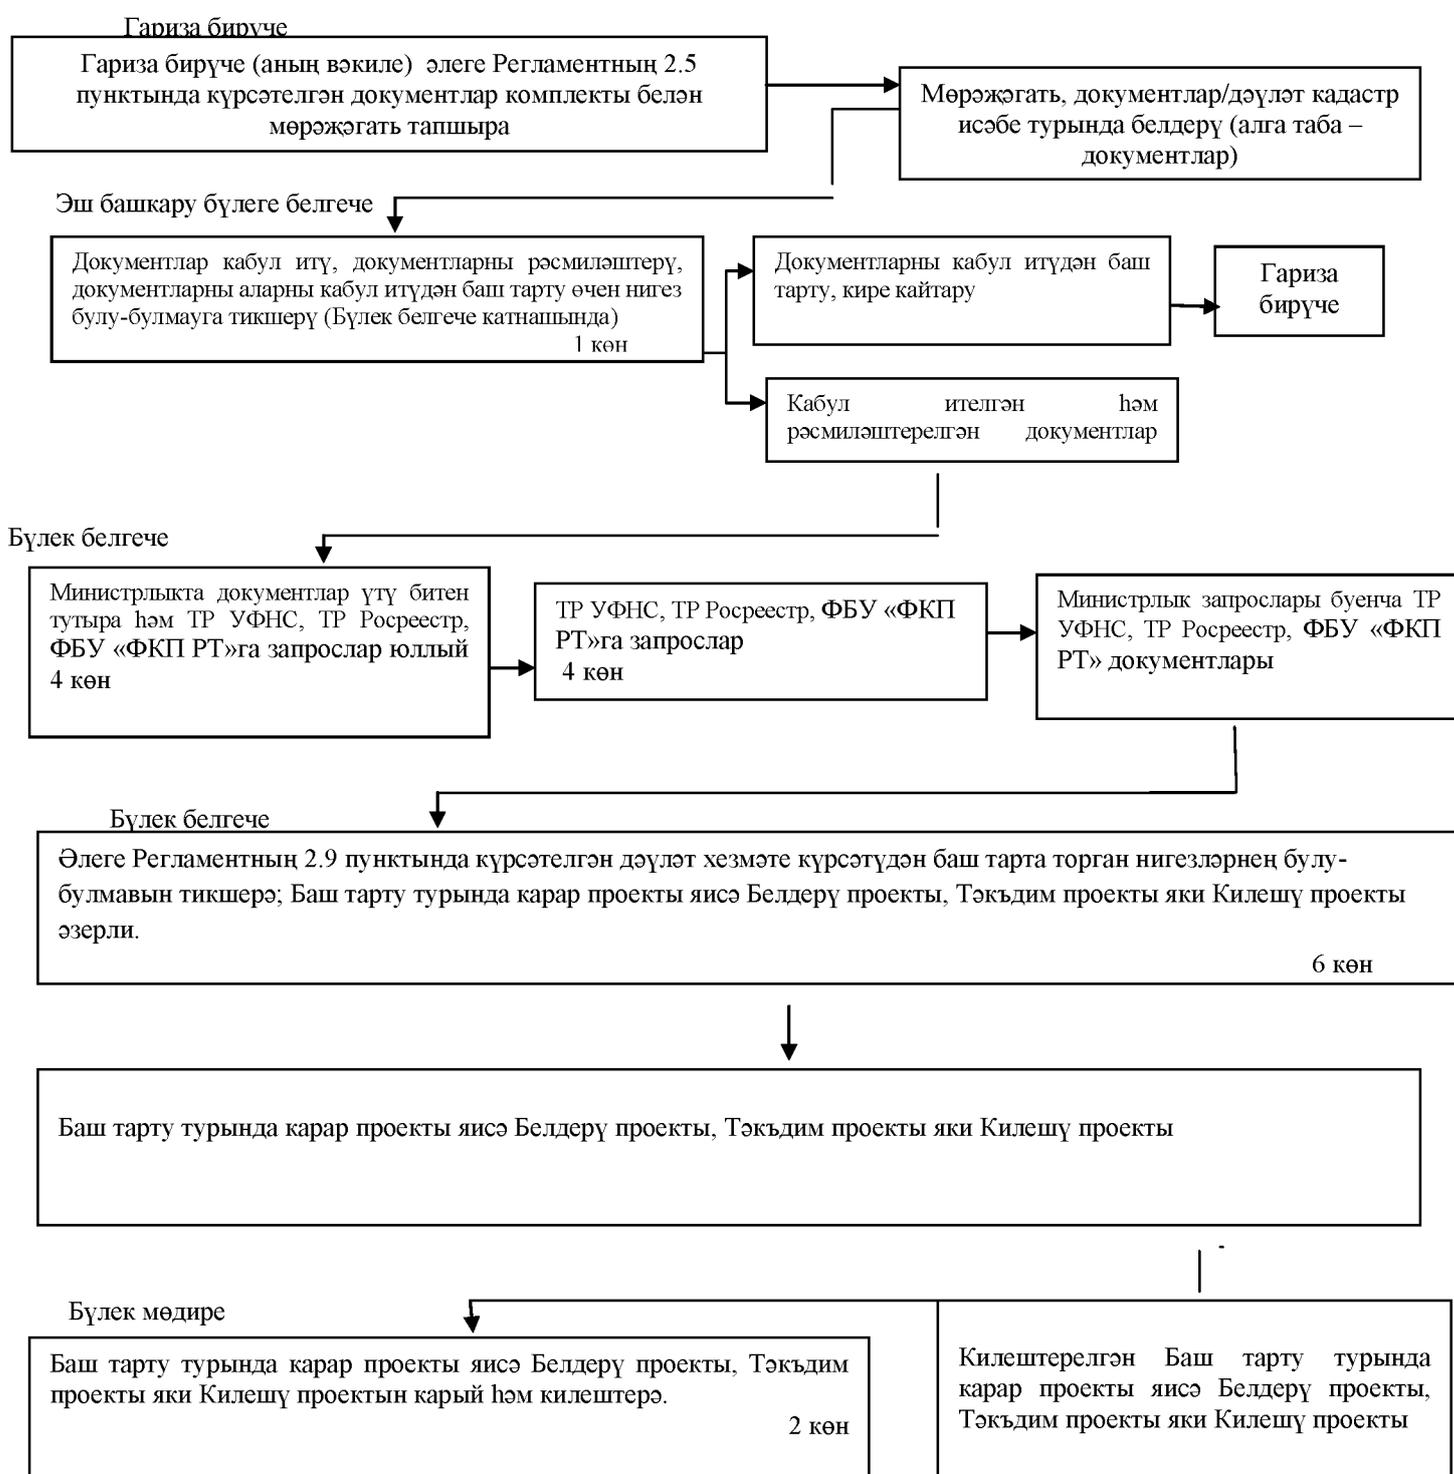 Гариза бирүче
Гариза бирүче (аның вәкиле) әлеге Регламентның 2.5
пунктында күрсәтелгән документлар комплекты белән
мөрәҗәгать тапшыра
Мөрәҗәгать, документлар/дәүләт кадастр
исәбе турында белдерү (алга таба –
документлар)
Эш башкару бүлеге белгече
Документлар кабул итү, документларны рәсмиләштерү,
документларны аларны кабул итүдән баш тарту өчен нигез
булу-булмауга тикшерү (Бүлек белгече катнашында)
1 көн
Документларны кабул итүдән баш
тарту, кире кайтару
Гариза
бирүче
Кабул ителгән һәм
рәсмиләштерелгән документлар
Бүлек белгече
Министрлыкта документлар үтү битен
тутыра һәм ТР УФНС, ТР Росреестр,
ФБУ «ФКП РТ»га запрослар юллый
4 көн
ТР УФНС, ТР Росреестр, ФБУ «ФКП
РТ»га запрослар
4 көн
Министрлык запрослары буенча ТР
УФНС, ТР Росреестр, ФБУ «ФКП
РТ» документлары
Бүлек белгече
Әлеге Регламентның 2.9 пунктында күрсәтелгән дәүләт хезмәте күрсәтүдән баш тарта торган нигезләрнең булу-
булмавын тикшерә; Баш тарту турында карар проекты яисә Белдерү проекты, Тәкъдим проекты яки Килешү проекты
әзерли.
6 көн
Баш тарту турында карар проекты яисә Белдерү проекты, Тәкъдим проекты яки Килешү проекты
Бүлек мөдире
Баш тарту турында карар проекты яисә Белдерү проекты, Тәкъдим
проекты яки Килешү проектын карый һәм килештерә.
2 көн
Килештерелгән Баш тарту турында
карар проекты яисә Белдерү проекты,
Тәкъдим проекты яки Килешү проекты